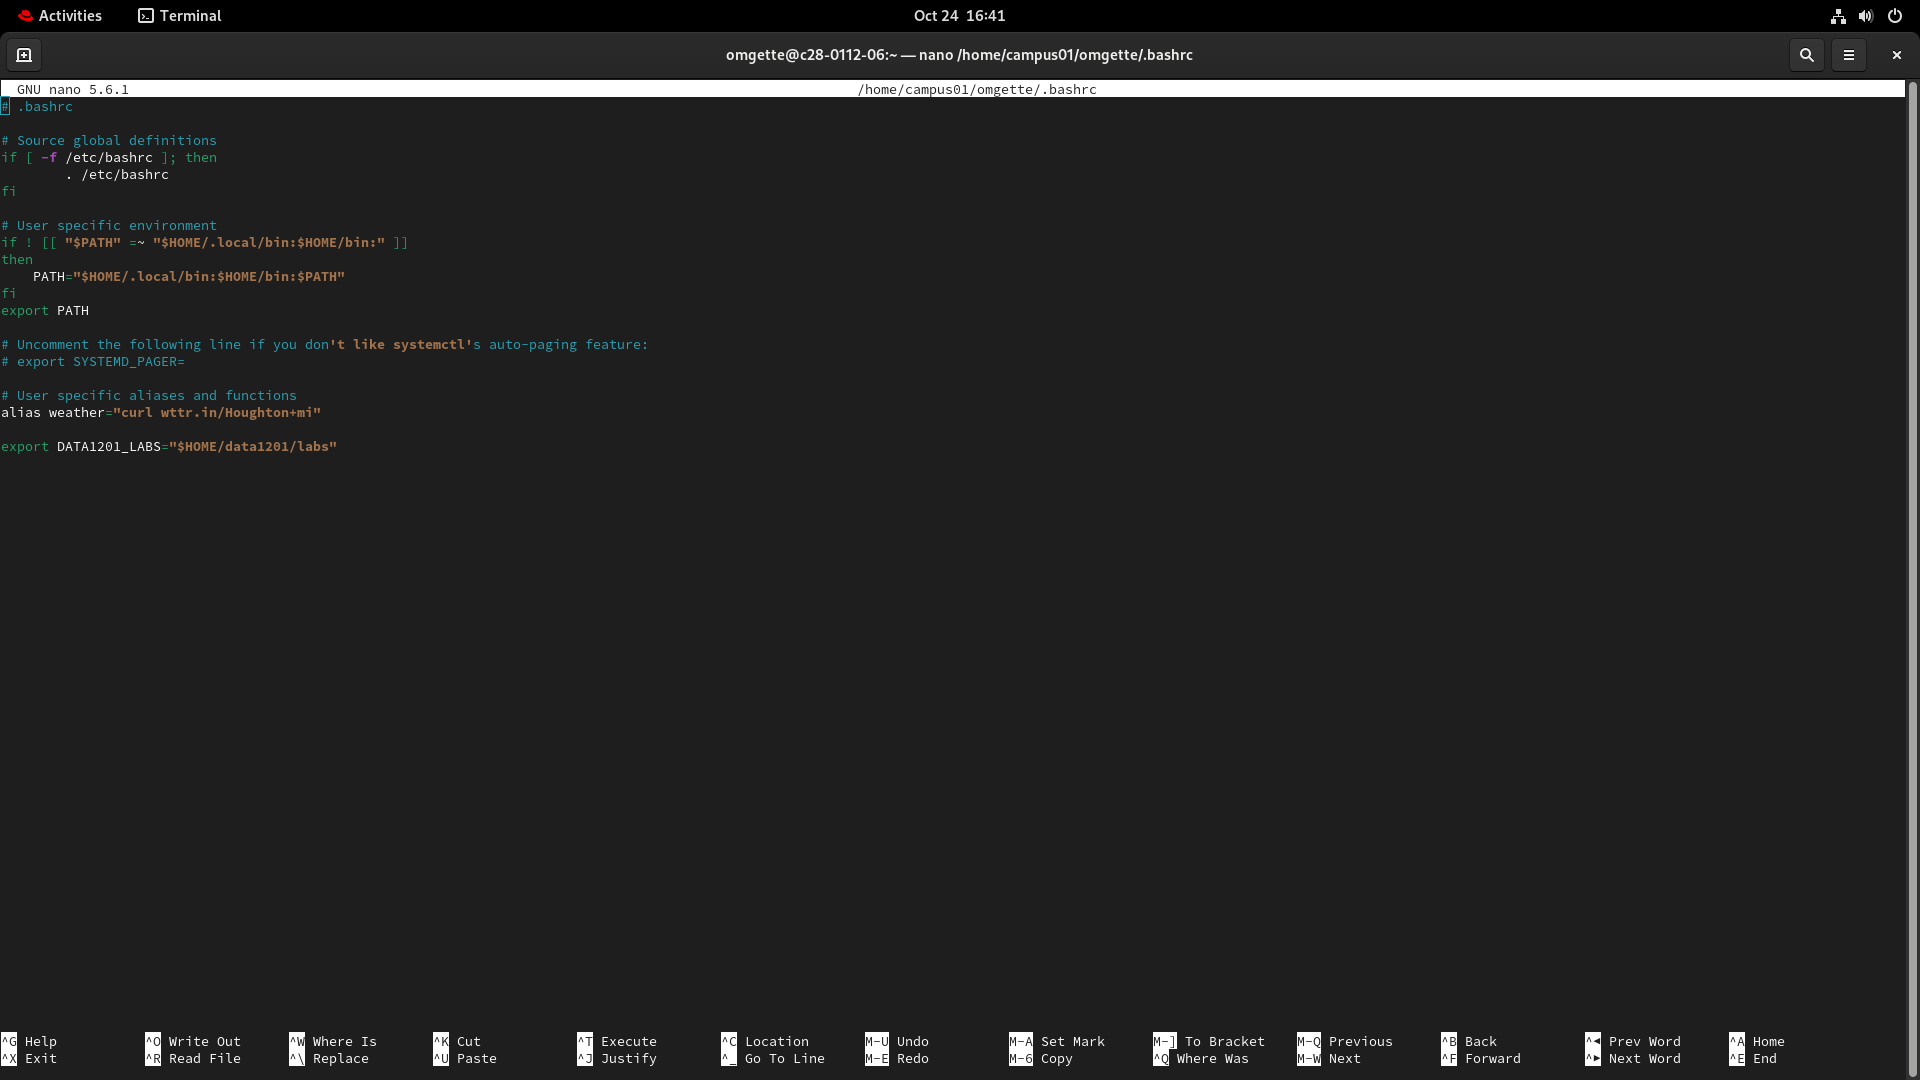 Activities Terminal Oct 24 16:41
omgette@c28-0112-06:~ — nano /home/campus01/omgette/.bashrc
GNU nano 5.6.1 /home/campus01/omgette/.bashrc
# .bashrc
# Source global definitions
if [ -f /etc/bashrc ]; then
. /etc/bashrc
fi
# User specific environment
if ! [[ "$PATH" =~ "$HOME/.local/bin:$HOME/bin:" ]]
then
PATH="$HOME/.local/bin:$HOME/bin:$PATH"
fi
export PATH
# Uncomment the following line if you don't like systemctl's auto-paging feature:
# export SYSTEMD_PAGER=
# User specific aliases and functions
alias weather="curl wttr.in/Houghton+mi"
export DATA1201_LABS="$HOME/data1201/labs"
^G Help ^O Write Out ^W Where Is ^K Cut ^T Execute ^C Location M-U Undo M-A Set Mark M-] To Bracket M-Q Previous ^B Back ^◀ Prev Word ^A Home
^X Exit ^R Read File ^\ Replace ^U Paste ^J Justify ^_ Go To Line M-E Redo M-6 Copy ^Q Where Was M-W Next ^F Forward ^▶ Next Word ^E End